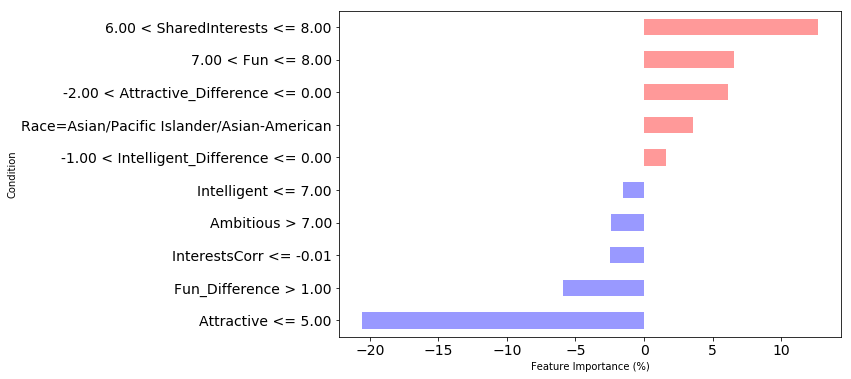 6.00 < SharedInterests <= 8.00
7.00 < Fun <= 8.00
-2.00 < Attractive_Difference <= 0.00
Race=Asian/Pacific Islander/Asian-American
-1.00 < Intelligent_Difference <= 0.00
Intelligent <= 7.00
Ambitious > 7.00
InterestsCorr <= -0.01
Fun_Difference > 1.00
Attractive <= 5.00
Condition
−20 −15 −10 −5 0 5 10
Feature Importance (%)